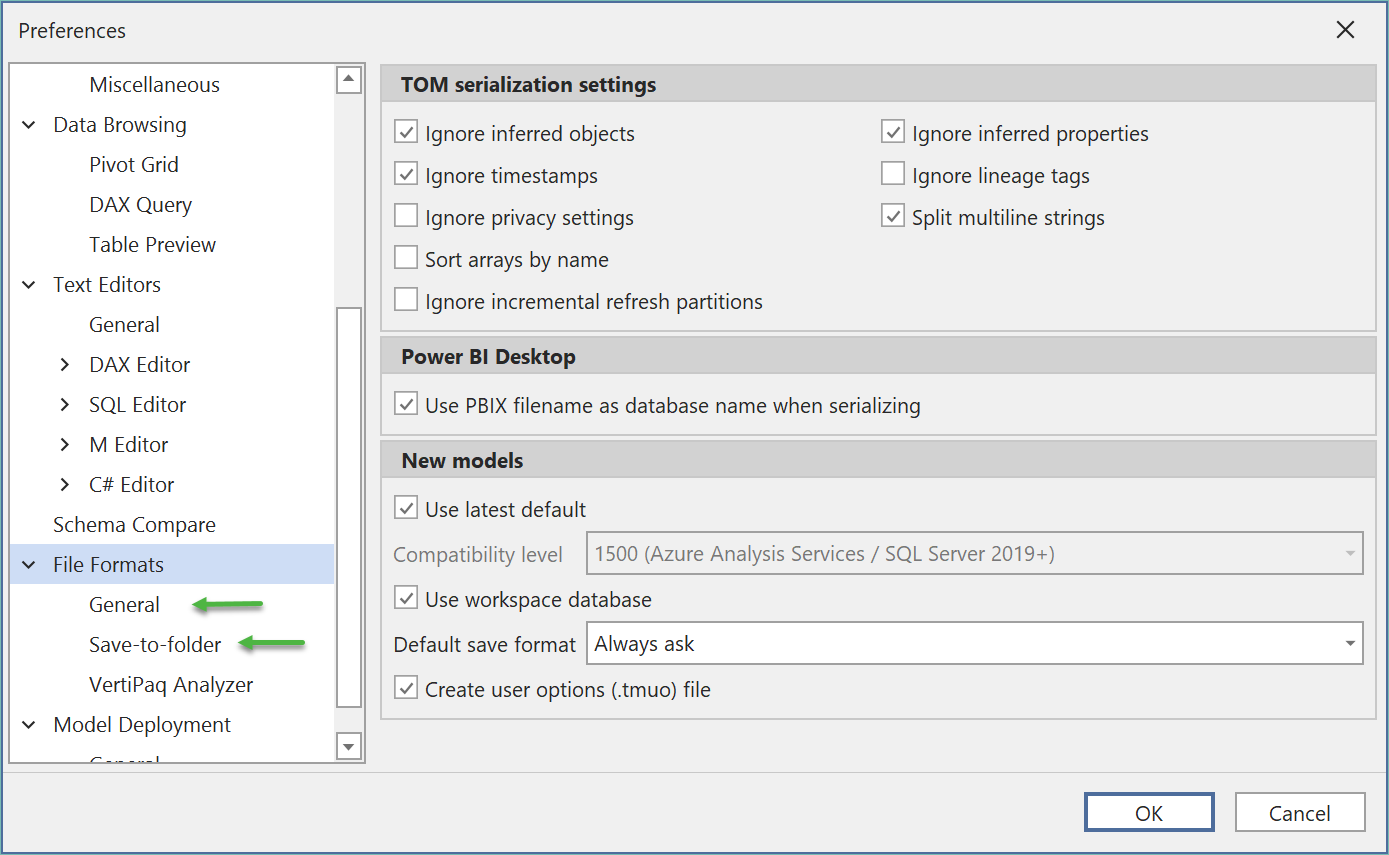 Preferences
Miscellaneous
Data Browsing
Pivot Grid
DAX Query
Table Preview
Text Editors
General
DAX Editor
SQL Editor
M Editor
C# Editor
Schema Compare
File Formats
General
Save-to-folder
VertiPaq Analyzer
Model Deployment
General
TOM serialization settings
Ignore inferred objects
Ignore inferred properties
Ignore timestamps
Ignore lineage tags
Ignore privacy settings
Split multiline strings
Sort arrays by name
Ignore incremental refresh partitions
Power BI Desktop
Use PBIX filename as database name when serializing
New models
Use latest default
Compatibility level 1500 (Azure Analysis Services / SQL Server 2019+)
Use workspace database
Default save format Always ask
Create user options (.tmuo) file
OK Cancel